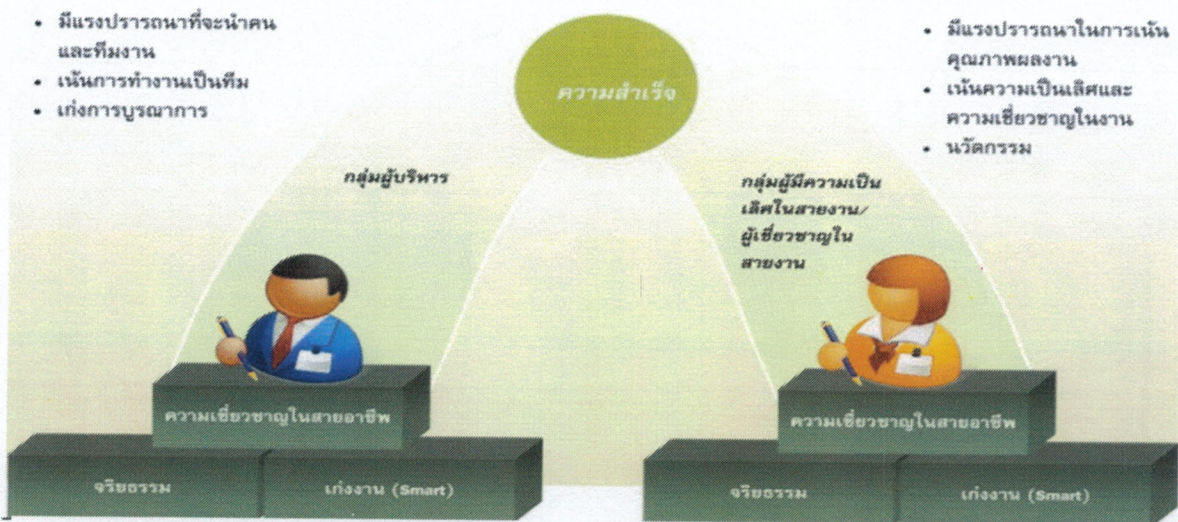 • มีแรงปรารถนาที่จะนำคน
และทีมงาน
• เน้นการทำงานเป็นทีม
• เก่งการบูรณาการ
ความสำเร็จ
• มีแรงปรารถนาในการเน้น
คุณภาพผลงาน
• เน้นความเป็นเลิศและ
ความเชี่ยวชาญในงาน
• นวัตกรรม
กลุ่มผู้บริหาร
กลุ่มผู้มีความเป็น
เลิศในสายงาน/
ผู้เชี่ยวชาญใน
สายงาน
ความเชี่ยวชาญในสายอาชีพ
จริยธรรม
เก่งงาน (Smart)
ความเชี่ยวชาญในสายอาชีพ
จริยธรรม
เก่งงาน (Smart)